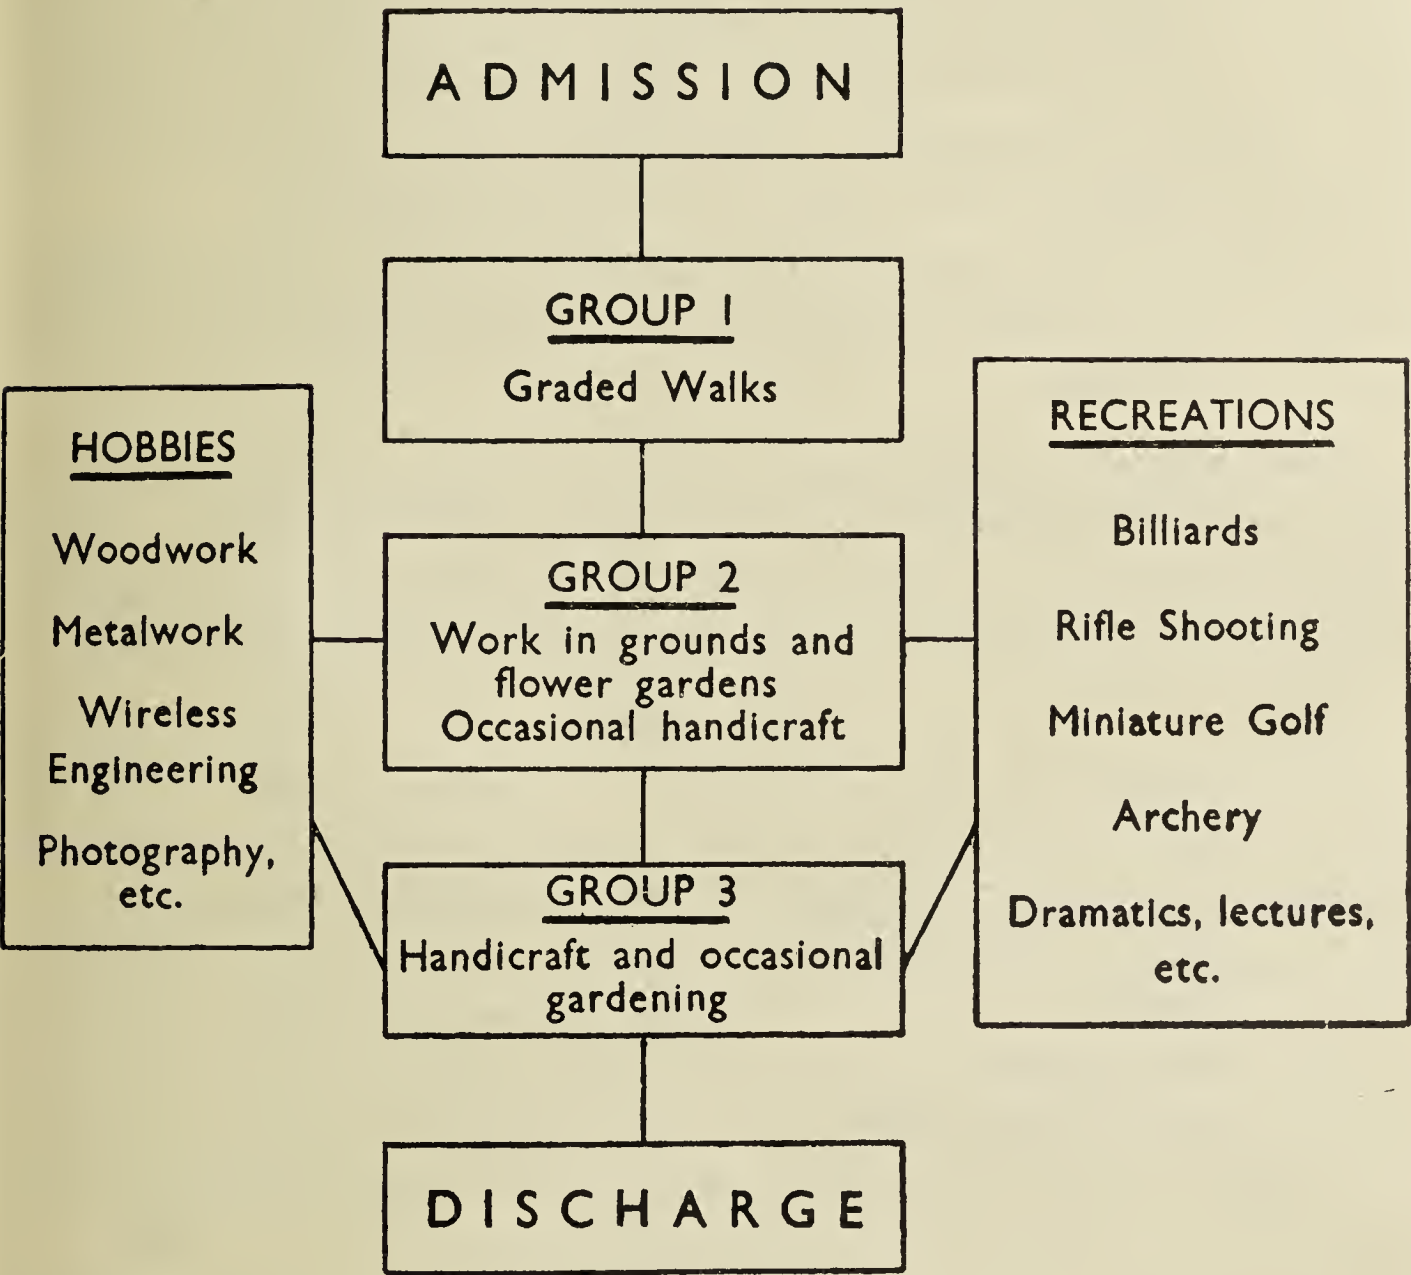 ADMISSION
GROUP 1
Graded Walks
HOBBIES
Woodwork
Metalwork
Wireless
Engineering
Photography,
etc.
GROUP 2
Work in grounds and
flower gardens
Occasional handicraft
GROUP 3
Handicraft and occasional
gardening
RECREATIONS
Billiards
Rifle Shooting
Miniature Golf
Archery
Dramatics, lectures,
etc.
DISCHARGE